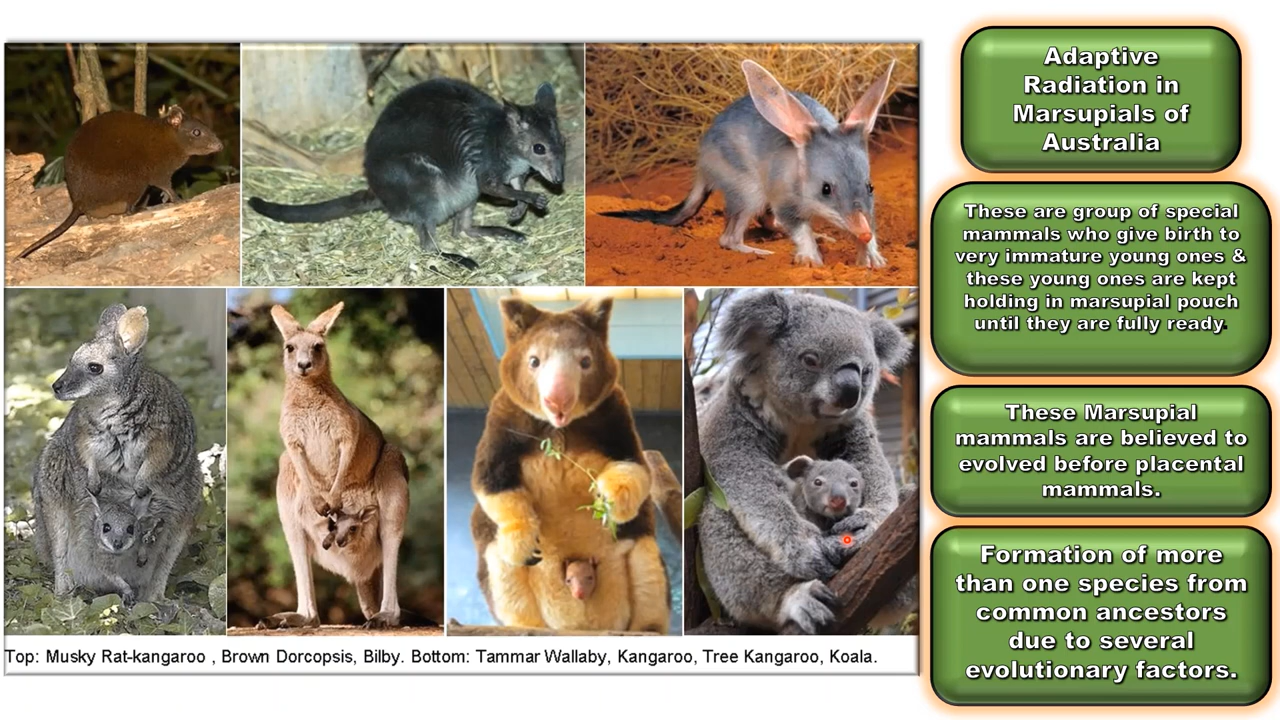 Adaptive
Radiation in
Marsupials of
Australia
These are group of special
mammals who give birth to
very immature young ones &
these young ones are kept
holding in marsupial pouch
until they are fully ready.
These Marsupial
mammals are believed to
evolved before placental
mammals.
Formation of more
than one species from
common ancestors
due to several
evolutionary factors.
Top: Musky Rat-kangaroo , Brown Dorcopsis, Bilby. Bottom: Tammar Wallaby, Kangaroo, Tree Kangaroo, Koala.